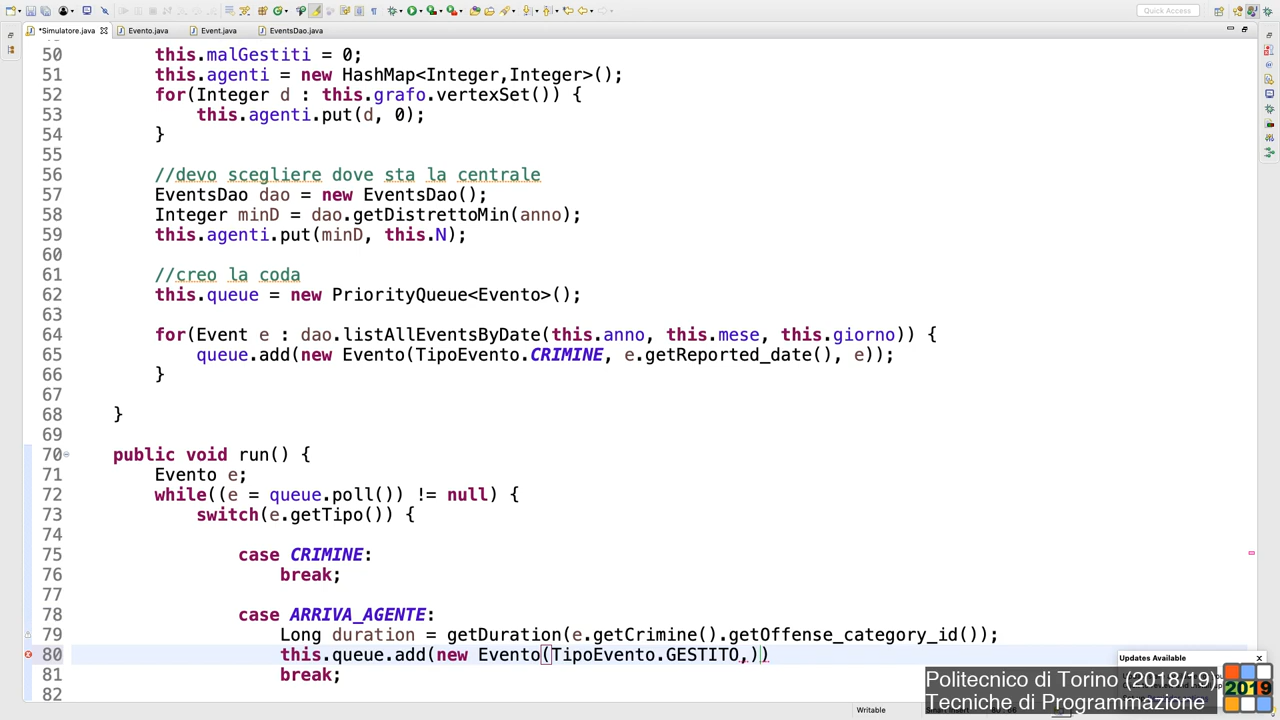 Quick Access
*Simulatore.java
Evento.java
Event.java
EventsDao.java
50 this.malGestiti = 0;
51 this.agenti = new HashMap<Integer,Integer>();
52 for(Integer d : this.grafo.vertexSet()) {
53 this.agenti.put(d, 0);
54 }
55
56 //devo scegliere dove sta la centrale
57 EventsDao dao = new EventsDao();
58 Integer minD = dao.getDistrettoMin(anno);
59 this.agenti.put(minD, this.N);
60
61 //creo la coda
62 this.queue = new PriorityQueue<Evento>();
63
64 for(Event e : dao.listAllEventsByDate(this.anno, this.mese, this.giorno)) {
65 queue.add(new Evento(TipoEvento.CRIMINE, e.getReported_date(), e));
66 }
67
68 }
69
70 public void run() {
71 Evento e;
72 while((e = queue.poll()) != null) {
73 switch(e.getTipo()) {
74
75 case CRIMINE:
76 break;
77
78 case ARRIVA_AGENTE:
79 Long duration = getDuration(e.getCrimine().getOffense_category_id());
80 this.queue.add(new Evento(TipoEvento.GESTITO,))
81 break;
82
Updates Available
Politecnico di Torino (2018/19)
Tecniche di Programmazione
2019
Writable